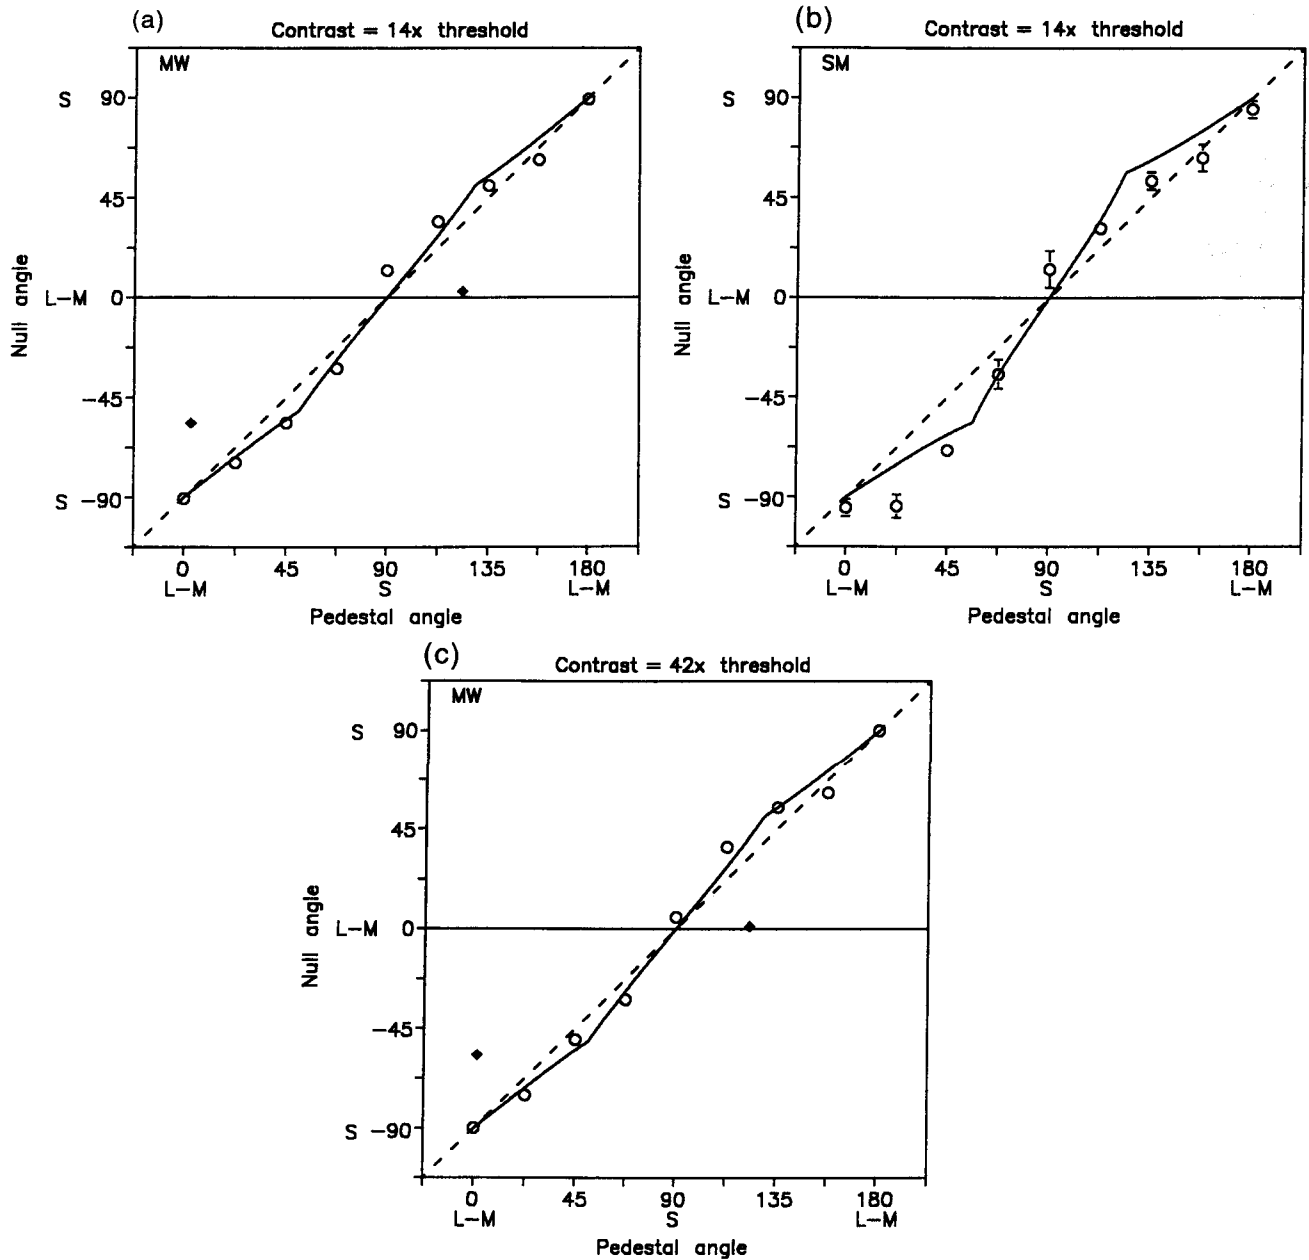 (a)
Contrast = 14x threshold
MW
S 90
45
L-M 0
-45
S -90
Null angle
0 45 90 135 180
L-M S L-M
Pedestal angle
(b)
Contrast = 14x threshold
SM
S 90
45
L-M 0
-45
S -90
Null angle
0 45 90 135 180
L-M S L-M
Pedestal angle
(c)
Contrast = 42x threshold
MW
S 90
45
L-M 0
-45
S -90
Null angle
0 45 90 135 180
L-M S L-M
Pedestal angle